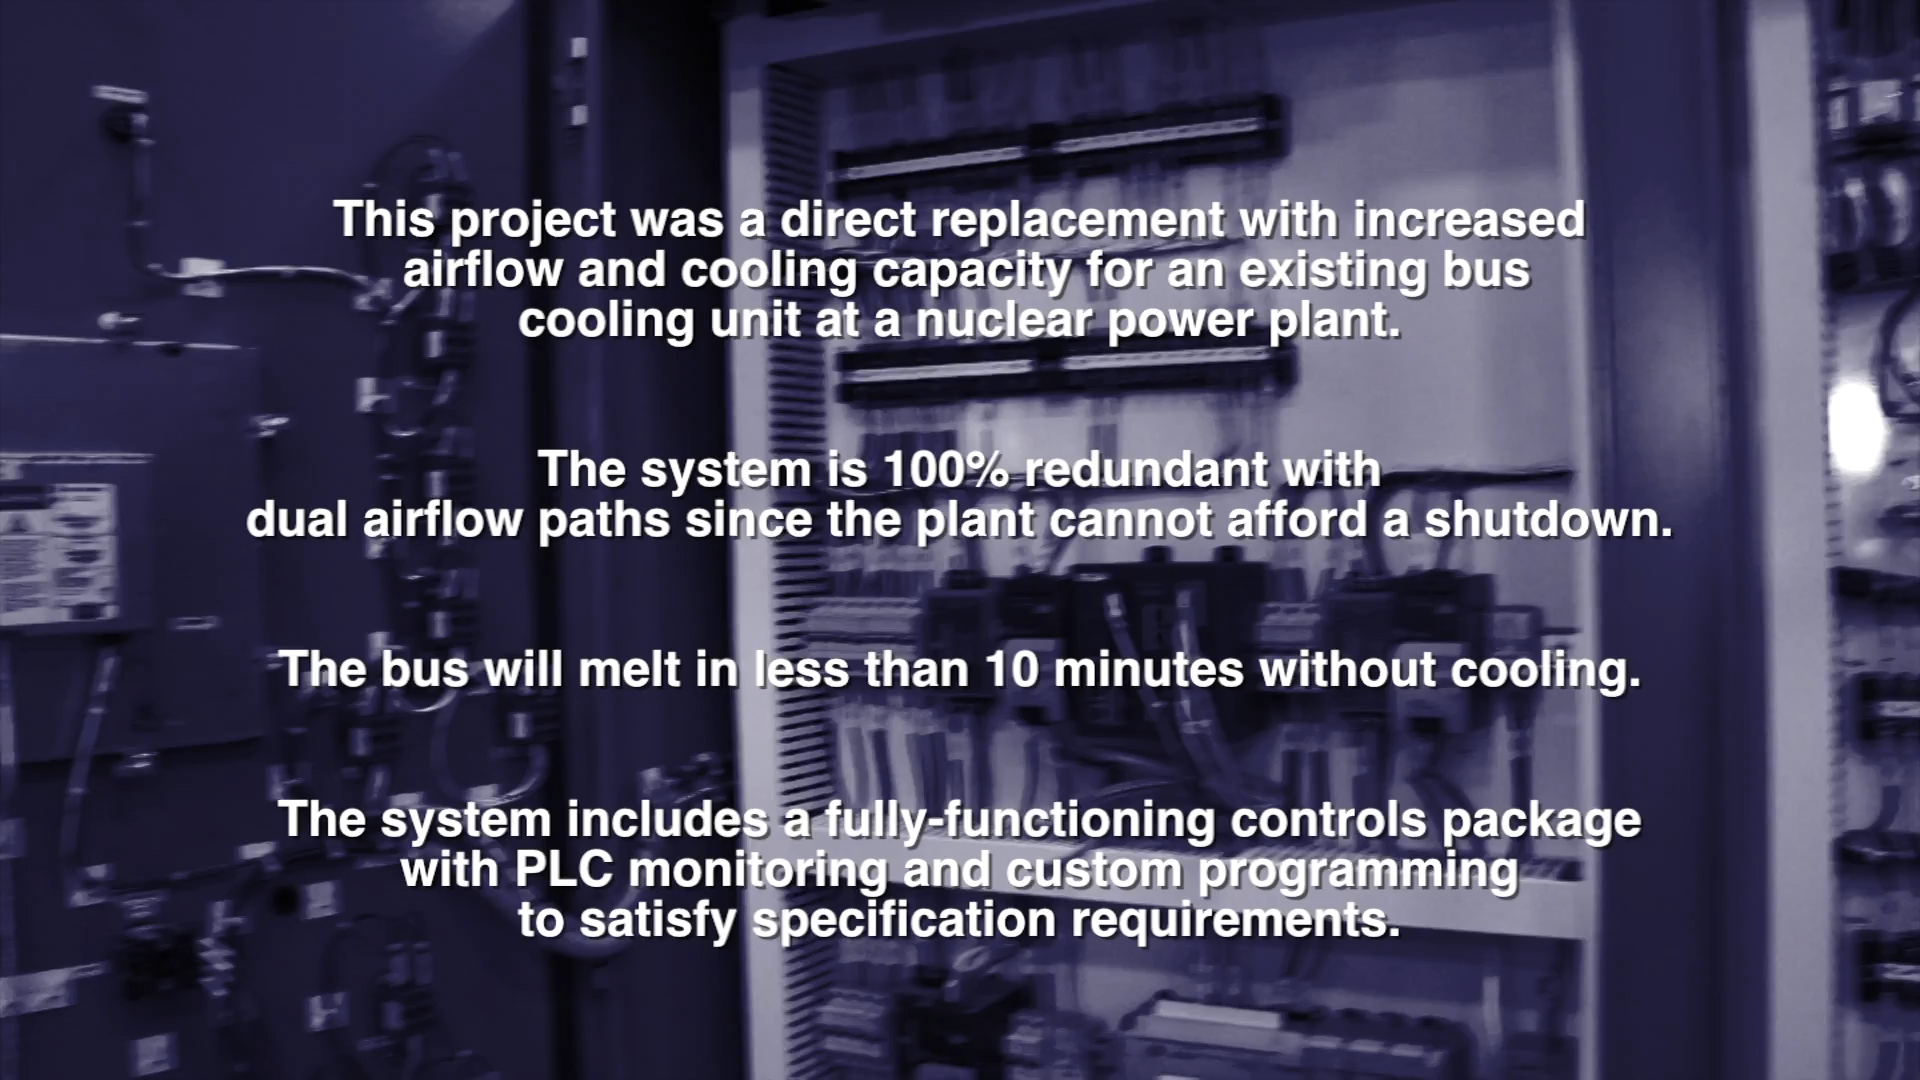 This project was a direct replacement with increased
airflow and cooling capacity for an existing bus
cooling unit at a nuclear power plant.
The system is 100% redundant with
dual airflow paths since the plant cannot afford a shutdown.
The bus will melt in less than 10 minutes without cooling.
The system includes a fully-functioning controls package
with PLC monitoring and custom programming
to satisfy specification requirements.